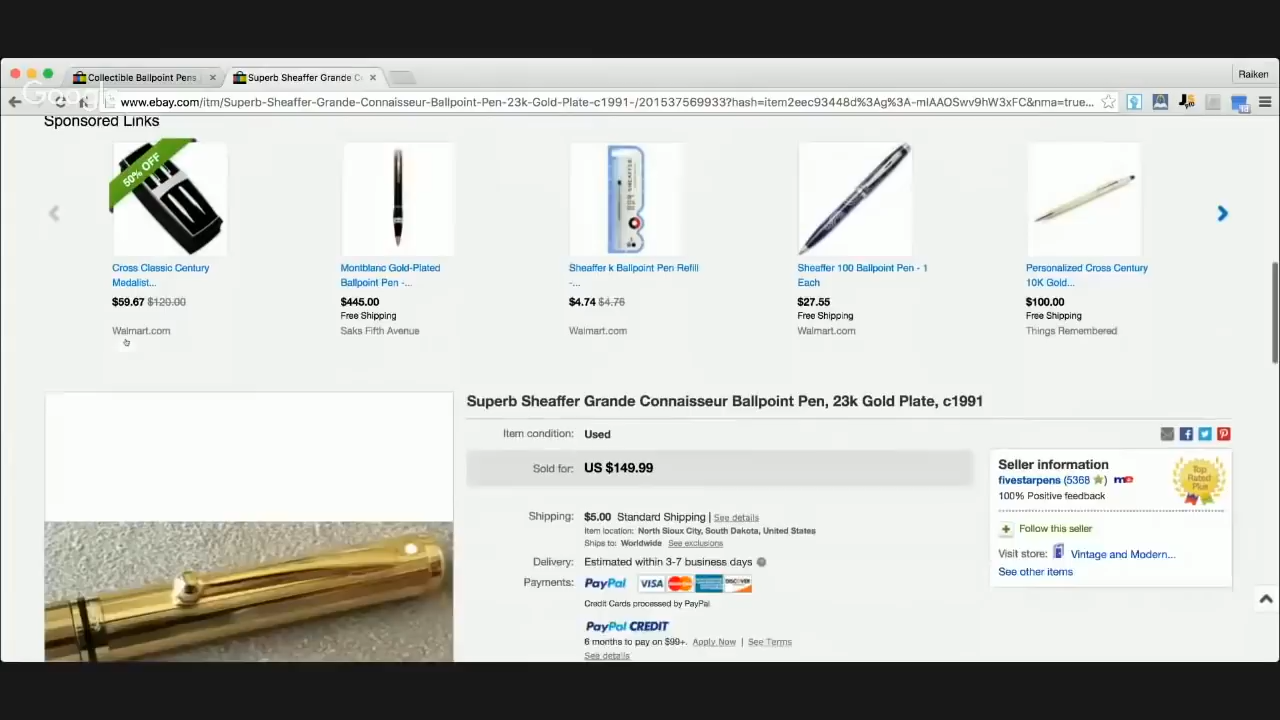 Collectible Ballpoint Pens
Superb Sheaffer Grande C
Raiken
Google
www.ebay.com/itm/Superb-Sheaffer-Grande-Connaisseur-Ballpoint-Pen-23k-Gold-Plate-c1991-/201537569933?hash=item2eec93448d%3Ag%3A-mIAAOSwv9hW3xFC&nma=true...
Sponsored Links
50% OFF
Cross Classic Century
Medalist...
$59.67 $120.00
Walmart.com
Montblanc Gold-Plated
Ballpoint Pen -...
$445.00
Free Shipping
Saks Fifth Avenue
SHEAFFER
Sheaffer k Ballpoint Pen Refill
-...
$4.74 $4.76
Walmart.com
Sheaffer 100 Ballpoint Pen - 1
Each
$27.55
Free Shipping
Walmart.com
Personalized Cross Century
10K Gold...
$100.00
Free Shipping
Things Remembered
Superb Sheaffer Grande Connaisseur Ballpoint Pen, 23k Gold Plate, c1991
Item condition: Used
Sold for: US $149.99
Shipping: $5.00 Standard Shipping | See details
Item location: North Sioux City, South Dakota, United States
Ships to: Worldwide See exclusions
Delivery: Estimated within 3-7 business days
Payments: PayPal VISA MasterCard DISCOVER
Credit Cards processed by PayPal
PayPal CREDIT
6 months to pay on $99+. Apply Now | See Terms
See details
Seller information
fivestarpens (5368 ) me
100% Positive feedback
Top
Rated
Plus
Follow this seller
Visit store: Vintage and Modern...
See other items